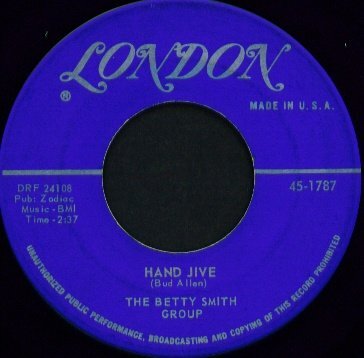 LONDON
®
MADE IN U.S.A.
DRF 24108
Pub: Zodiac
Music-BMI
Time-2:37
45-1787
HAND JIVE
(Bud Allen)
THE BETTY SMITH
GROUP
UNAUTHORIZED PUBLIC PERFORMANCE, BROADCASTING AND COPYING OF THIS RECORD PROHIBITED